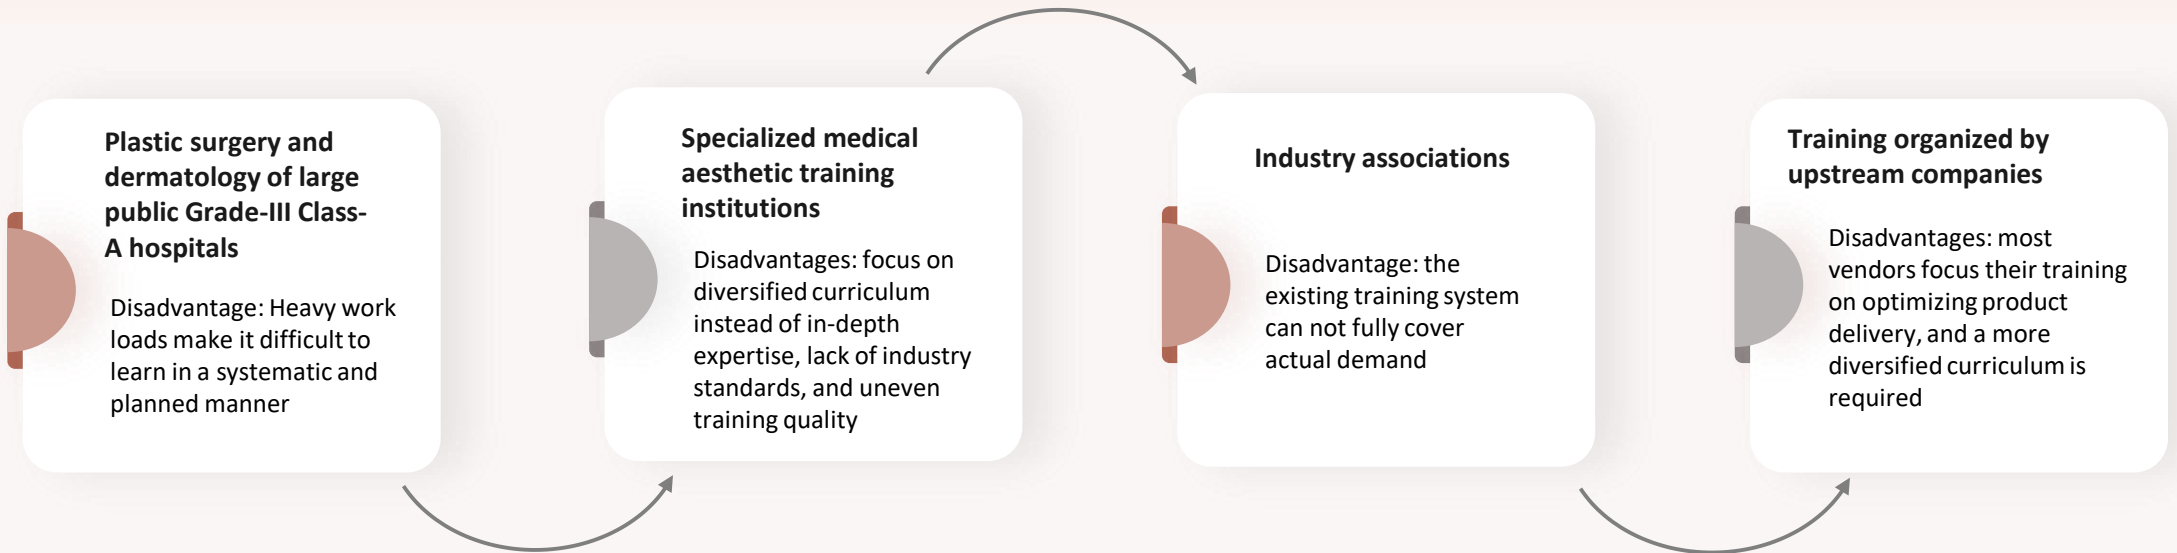 Plastic surgery and
dermatology of large
public Grade-III Class-
A hospitals
Disadvantage: Heavy work
loads make it difficult to
learn in a systematic and
planned manner
Specialized medical
aesthetic training
institutions
Disadvantages: focus on
diversified curriculum
instead of in-depth
expertise, lack of industry
standards, and uneven
training quality
Industry associations
Disadvantage: the
existing training system
can not fully cover
actual demand
Training organized by
upstream companies
Disadvantages: most
vendors focus their training
on optimizing product
delivery, and a more
diversified curriculum is
required